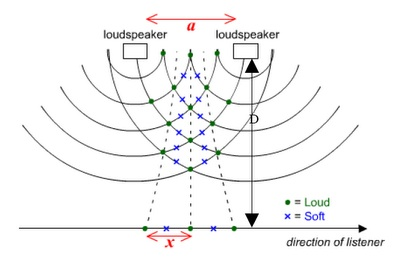 a
loudspeaker loudspeaker
D
● = Loud
× = Soft
x
direction of listener